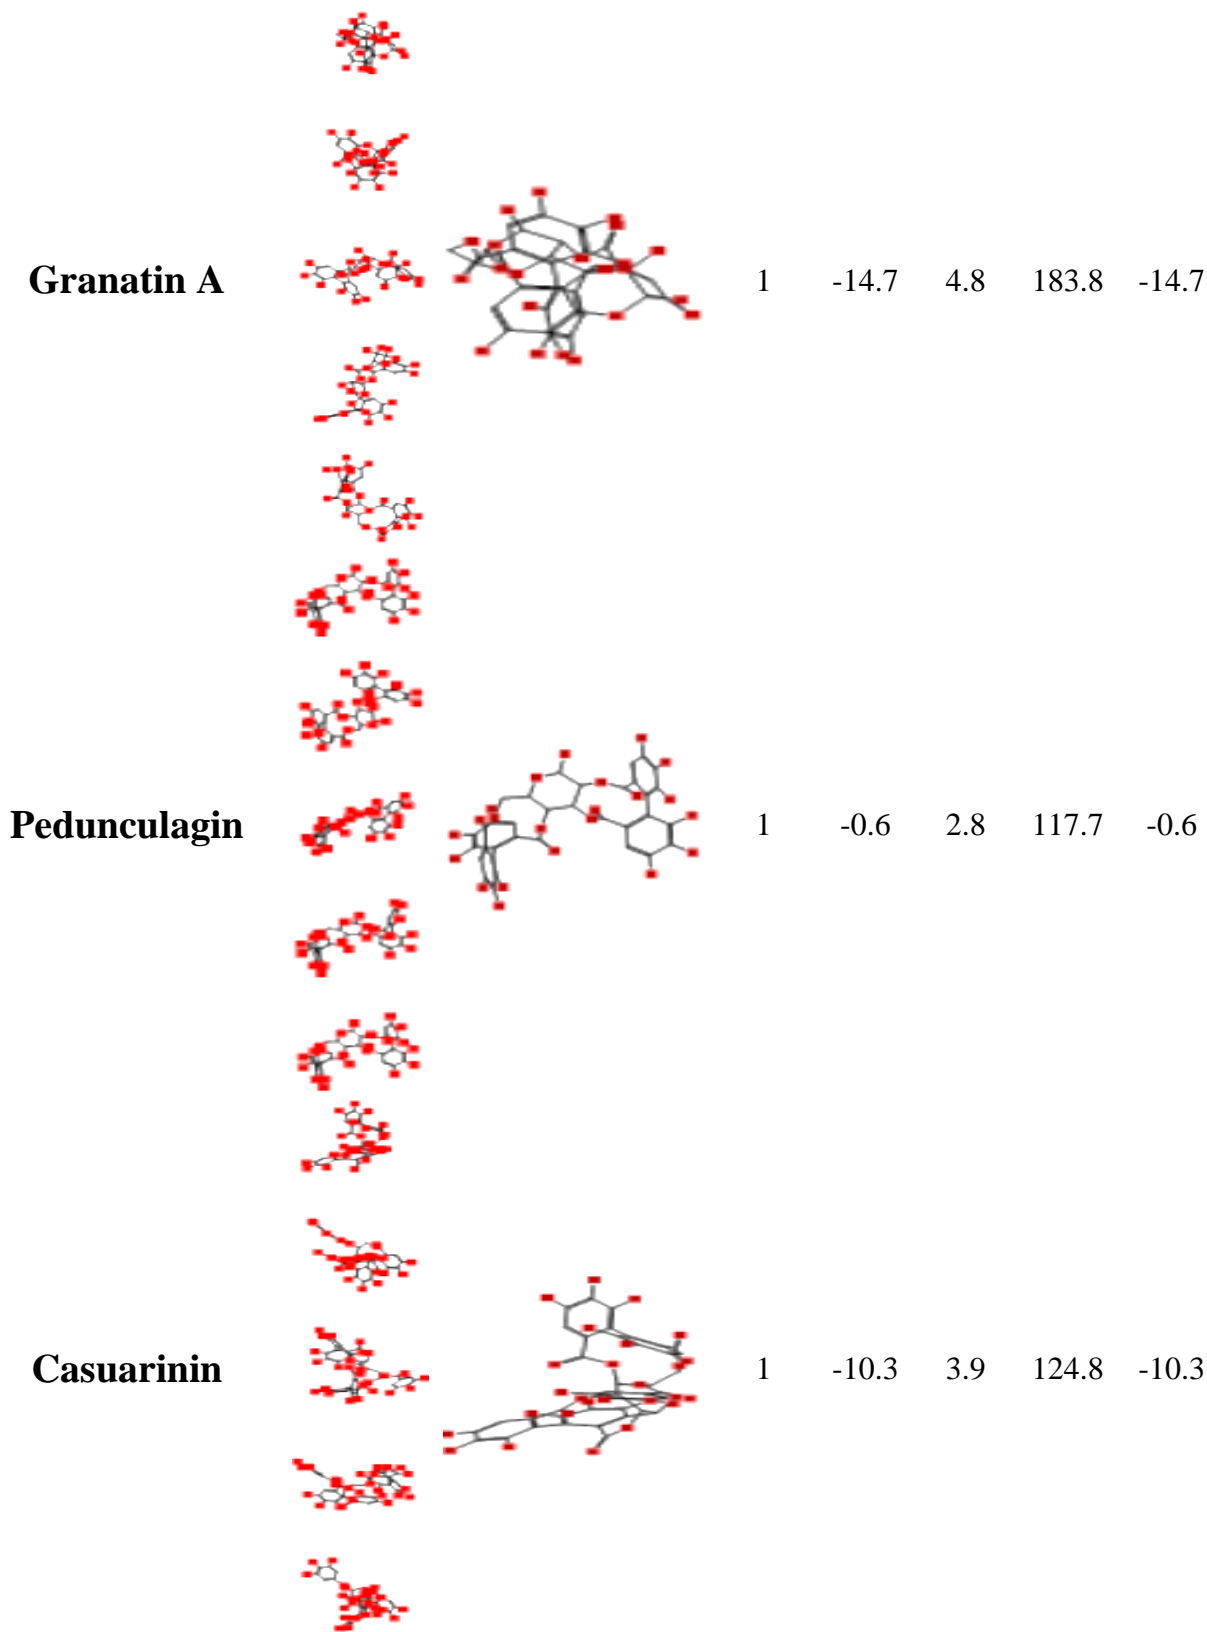 Granatin A 1 -14.7 4.8 183.8 -14.7
Pedunculagin 1 -0.6 2.8 117.7 -0.6
Casuarinin 1 -10.3 3.9 124.8 -10.3